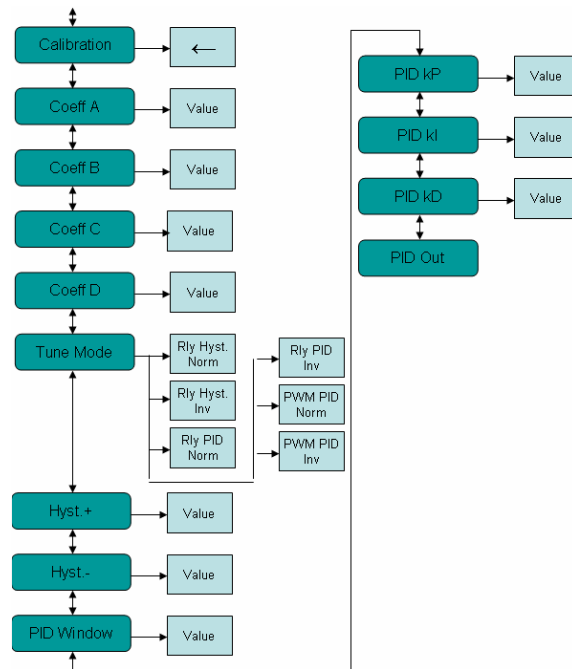 Calibration
←
Coeff A
Value
Coeff B
Value
Coeff C
Value
Coeff D
Value
Tune Mode
Rly Hyst.
Norm
Rly Hyst.
Inv
Rly PID
Norm
Rly PID
Inv
PWM PID
Norm
PWM PID
Inv
Hyst.+
Value
Hyst.-
Value
PID Window
Value
PID kP
Value
PID kI
Value
PID kD
Value
PID Out